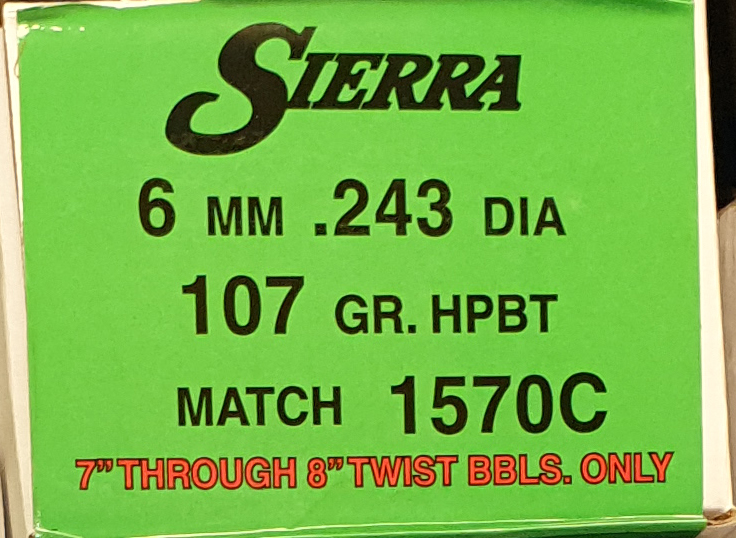 SIERRA
6 MM .243 DIA
107 GR. HPBT
MATCH 1570C
7” THROUGH 8” TWIST BBLS. ONLY